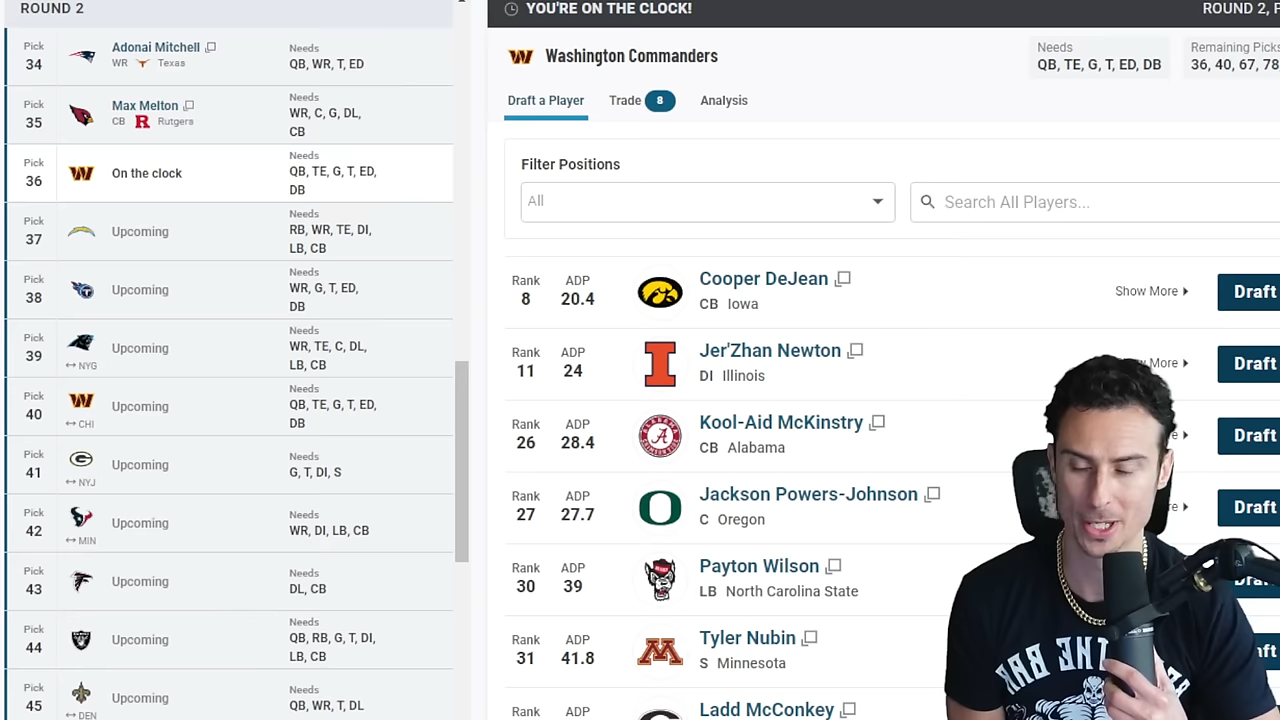 ROUND 2
Pick 34
Adonai Mitchell
WR Texas
Needs
QB, WR, T, ED
Pick 35
Max Melton
CB R Rutgers
Needs
WR, C, G, DL,
CB
Pick 36
W
On the clock
Needs
QB, TE, G, T, ED,
DB
Pick 37
Upcoming
Needs
RB, WR, TE, DI,
LB, CB
Pick 38
Upcoming
Needs
WR, G, T, ED,
DB
Pick 39
↔ NYG
Upcoming
Needs
WR, TE, C, DL,
LB, CB
Pick 40
W
↔ CHI
Upcoming
Needs
QB, TE, G, T, ED,
DB
Pick 41
G
↔ NYJ
Upcoming
Needs
G, T, DI, S
Pick 42
↔ MIN
Upcoming
Needs
WR, DI, LB, CB
Pick 43
Upcoming
Needs
DL, CB
Pick 44
Upcoming
Needs
QB, RB, G, T, DI,
LB, CB
Pick 45
↔ DEN
Upcoming
Needs
QB, WR, T, DL
YOU'RE ON THE CLOCK!
ROUND 2, P
W Washington Commanders
Needs
QB, TE, G, T, ED, DB
Remaining Picks
36, 40, 67, 78,
Draft a Player Trade 8 Analysis
Filter Positions
All
Search All Players...
Rank 8 ADP 20.4
Cooper DeJean
CB Iowa
Show More
Draft
Rank 11 ADP 24
I
Jer'Zhan Newton
DI Illinois
w More
Draft
Rank 26 ADP 28.4
A
Kool-Aid McKinstry
CB Alabama
re
Draft
Rank 27 ADP 27.7
O
Jackson Powers-Johnson
C Oregon
re
Draft
Rank 30 ADP 39
Payton Wilson
LB North Carolina State
Draft
Rank 31 ADP 41.8
M
Tyler Nubin
S Minnesota
aft
Rank ADP
Ladd McConkey
THE BAR